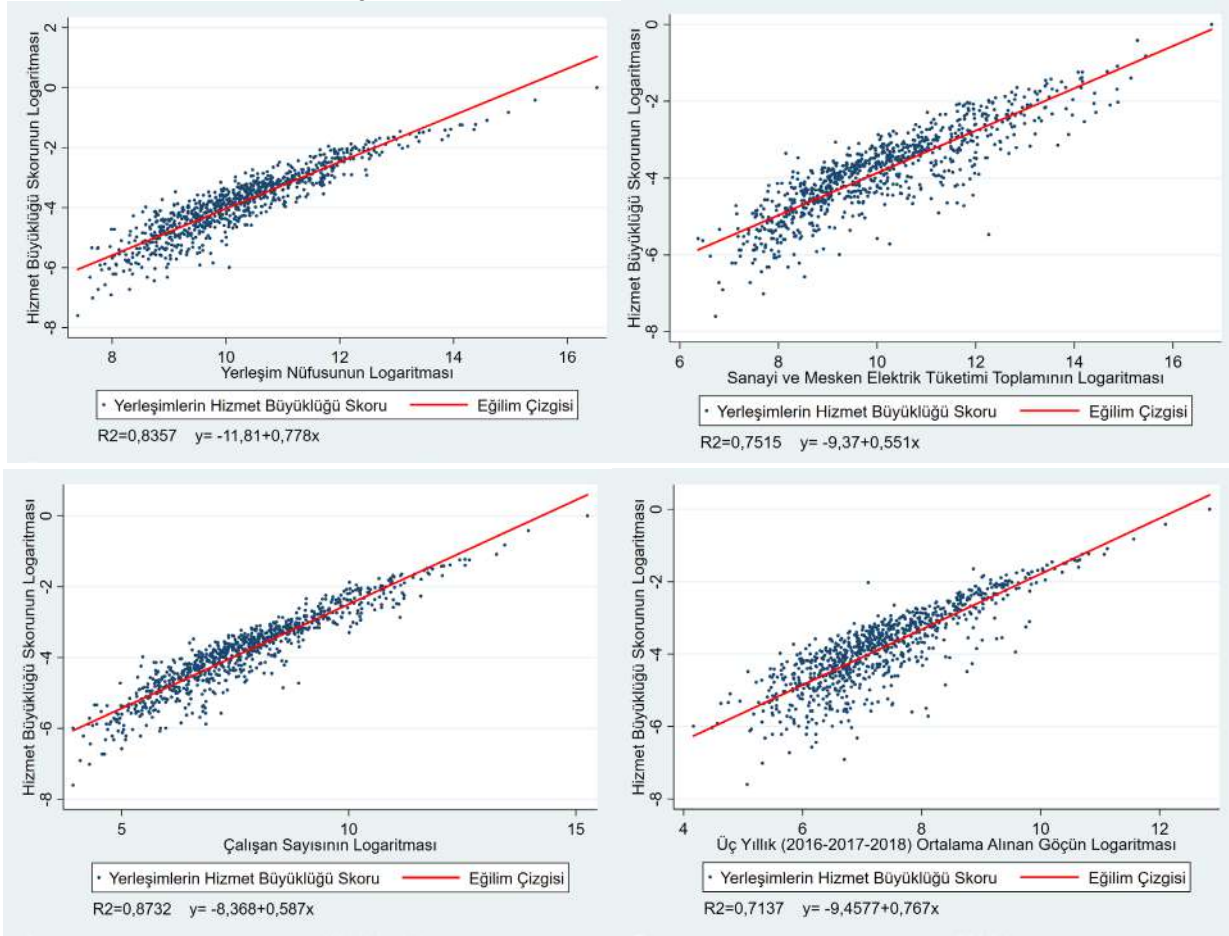 Hizmet Büyüklüğü Skorunun Logaritması
2
0
-2
-4
-6
-8
8 10 12 14 16
Yerleşim Nüfusunun Logaritması
Yerleşimlerin Hizmet Büyüklüğü Skoru Eğilim Çizgisi
R2=0,8357 y= -11,81+0,778x
Hizmet Büyüklüğü Skorunun Logaritması
0
-2
-4
-6
-8
6 8 10 12 14 16
Sanayi ve Mesken Elektrik Tüketimi Toplamının Logaritması
Yerleşimlerin Hizmet Büyüklüğü Skoru Eğilim Çizgisi
R2=0,7515 y= -9,37+0,551x
Hizmet Büyüklüğü Skorunun Logaritması
0
-2
-4
-6
-8
5 10 15
Çalışan Sayısının Logaritması
Yerleşimlerin Hizmet Büyüklüğü Skoru Eğilim Çizgisi
R2=0,8732 y= -8,368+0,587x
Hizmet Büyüklüğü Skorunun Logaritması
0
-2
-4
-6
-8
4 6 8 10 12
Üç Yıllık (2016-2017-2018) Ortalama Alınan Göçün Logaritması
Yerleşimlerin Hizmet Büyüklüğü Skoru Eğilim Çizgisi
R2=0,7137 y= -9,4577+0,767x